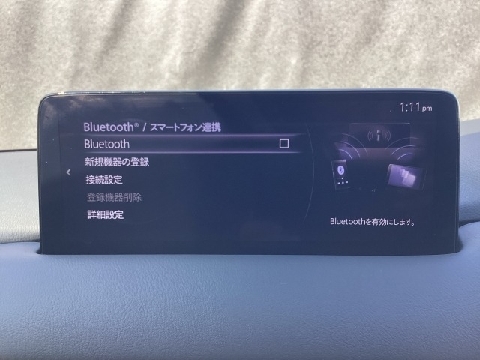 1:11pm
Bluetooth® / スマートフォン連携
Bluetooth
新規機器の登録
接続設定
登録機器削除
詳細設定
Bluetoothを有効にします。